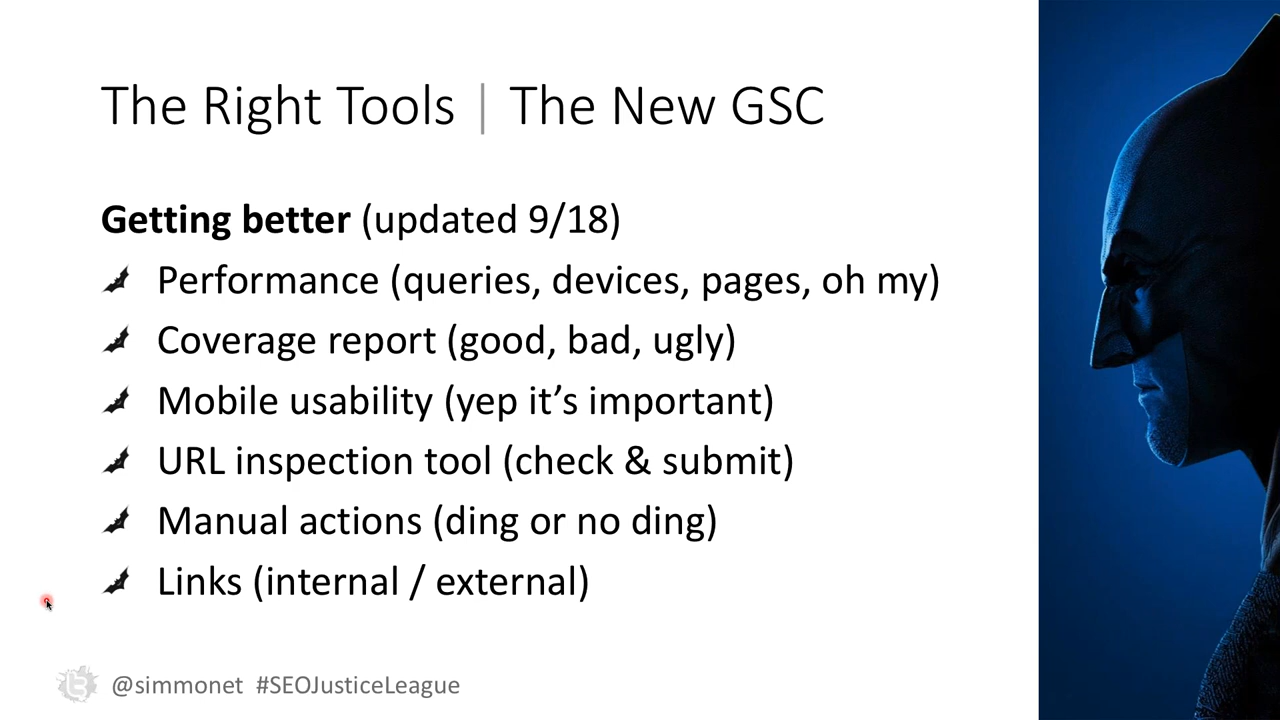 The Right Tools | The New GSC
Getting better (updated 9/18)
Performance (queries, devices, pages, oh my)
Coverage report (good, bad, ugly)
Mobile usability (yep it’s important)
URL inspection tool (check & submit)
Manual actions (ding or no ding)
Links (internal / external)
@simmonet #SEOJusticeLeague